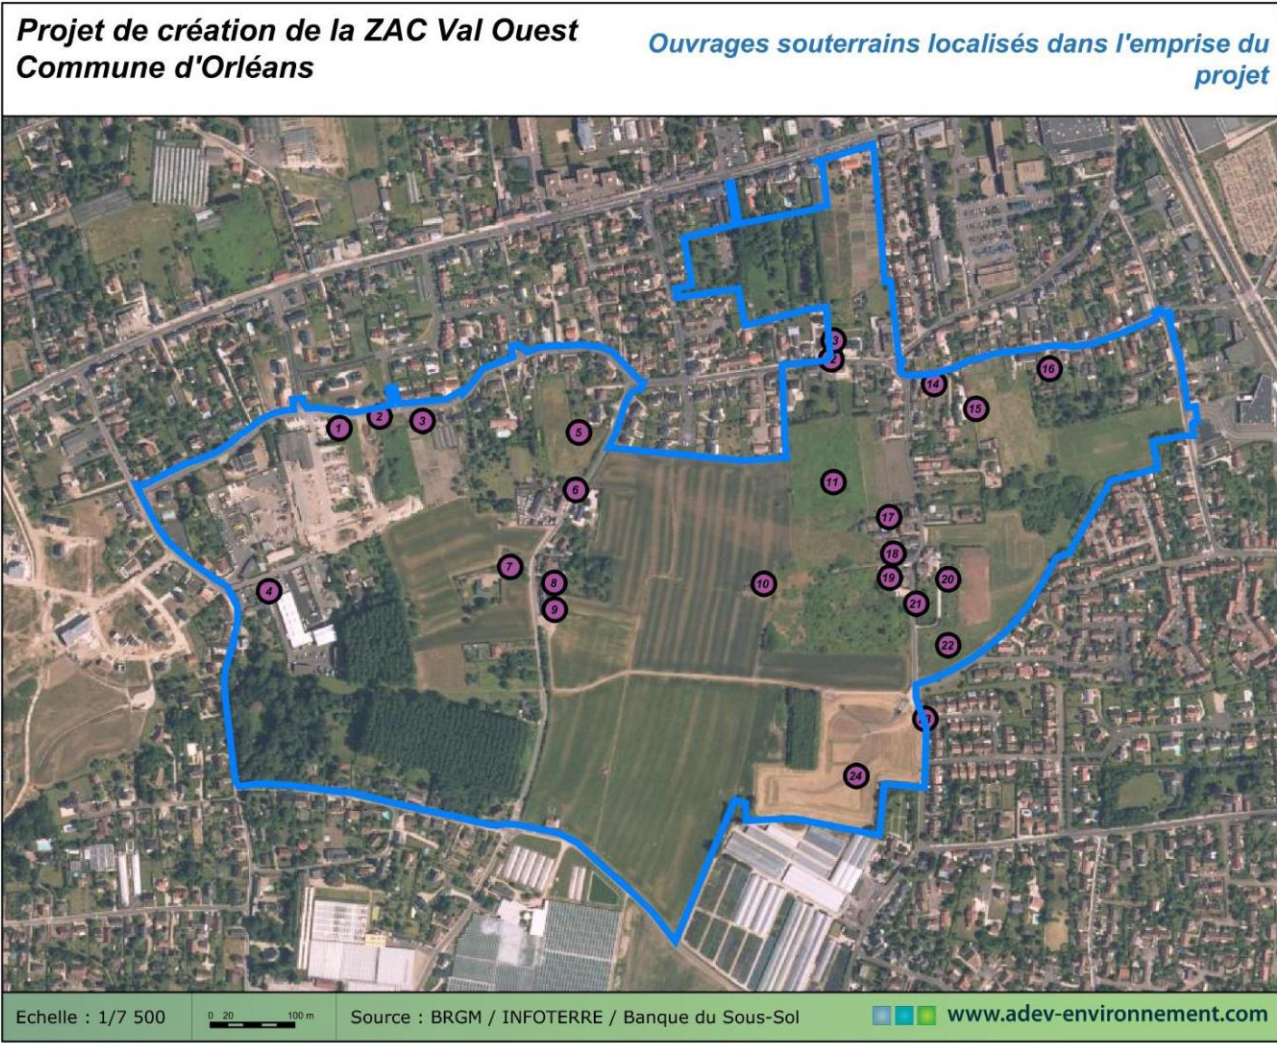 Projet de création de la ZAC Val Ouest
Commune d'Orléans
Ouvrages souterrains localisés dans l'emprise du
projet
16
14
15
1
2
3
5
6
11
17
7
18
8
10
19
20
4
9
21
22
24
Echelle : 1/7 500
0 20 100 m
Source : BRGM / INFOTERRE / Banque du Sous-Sol
www.adev-environnement.com